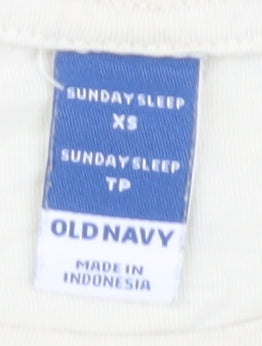 SUNDAY SLEEP
XS
SUNDAY SLEEP
TP
OLD NAVY
MADE IN
INDONESIA